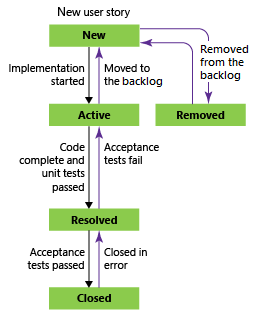 New user story
New
Removed
from the
backlog
Implementation
started
Moved to
the backlog
Active
Removed
Code
complete and
unit tests
passed
Acceptance
tests fail
Resolved
Acceptance
tests passed
Closed in
error
Closed